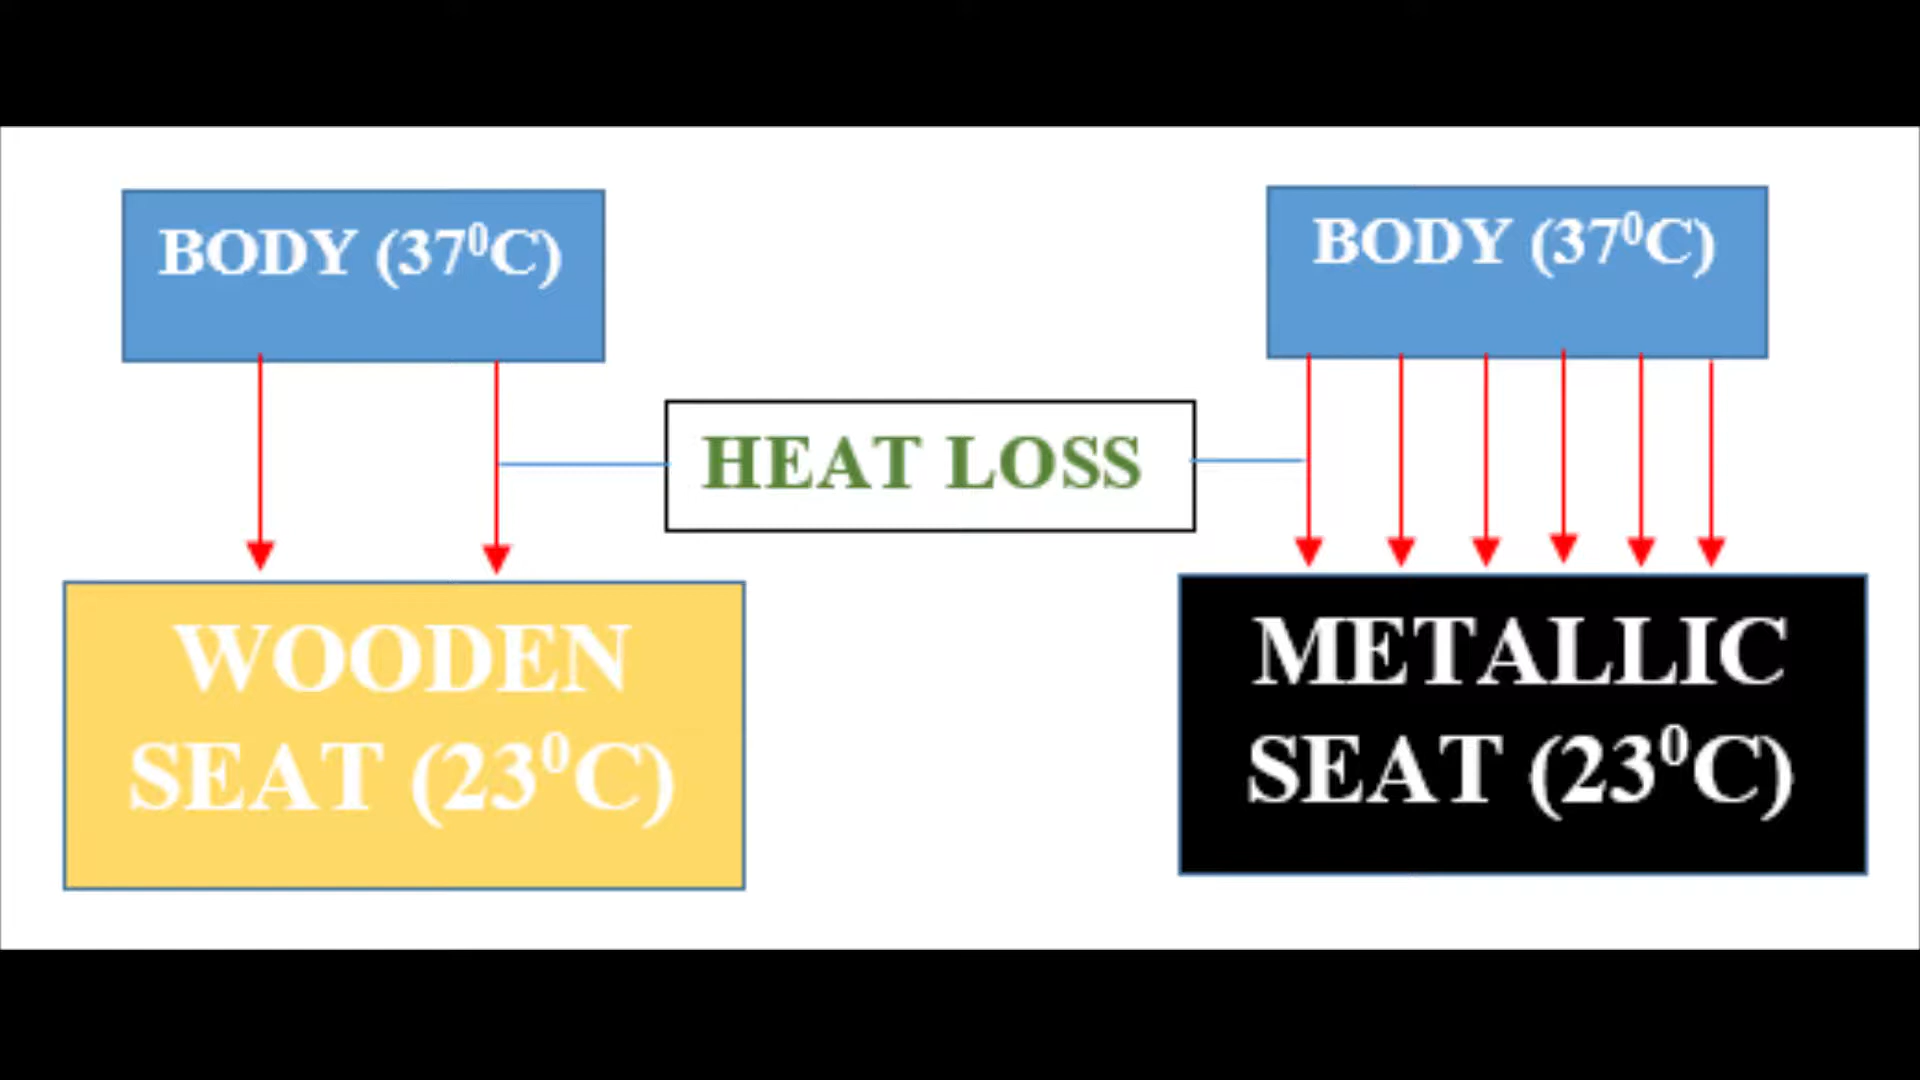 BODY (37⁰C)
BODY (37⁰C)
HEAT LOSS
WOODEN
SEAT (23⁰C)
METALLIC
SEAT (23⁰C)